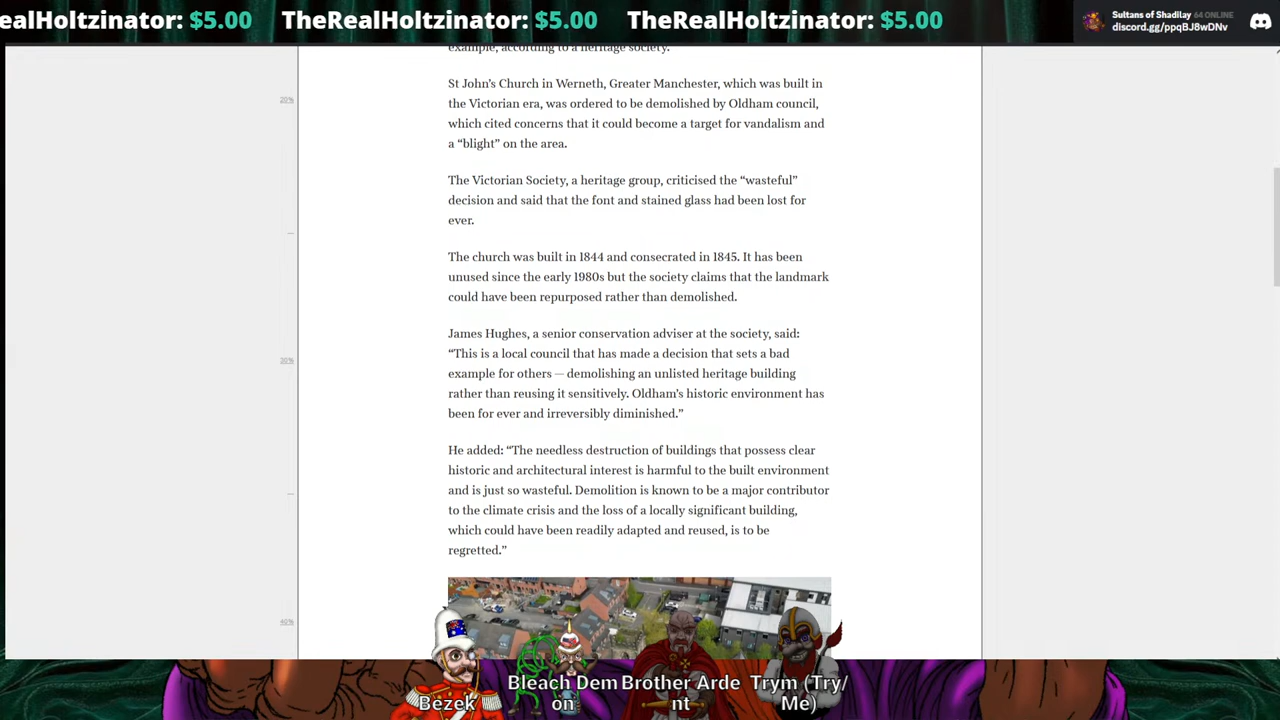 ealHoltzinator: $5.00 TheRealHoltzinator: $5.00 TheRealHoltzinator: $5.00
Sultans of Shadilay 64 ONLINE
discord.gg/ppqBJ8wDNv
example, according to a heritage society.
20%
St John’s Church in Werneth, Greater Manchester, which was built in
the Victorian era, was ordered to be demolished by Oldham council,
which cited concerns that it could become a target for vandalism and
a “blight” on the area.
The Victorian Society, a heritage group, criticised the “wasteful”
decision and said that the font and stained glass had been lost for
ever.
The church was built in 1844 and consecrated in 1845. It has been
unused since the early 1980s but the society claims that the landmark
could have been repurposed rather than demolished.
James Hughes, a senior conservation adviser at the society, said:
“This is a local council that has made a decision that sets a bad
30%
example for others — demolishing an unlisted heritage building
rather than reusing it sensitively. Oldham’s historic environment has
been for ever and irreversibly diminished.”
He added: “The needless destruction of buildings that possess clear
historic and architectural interest is harmful to the built environment
and is just so wasteful. Demolition is known to be a major contributor
to the climate crisis and the loss of a locally significant building,
which could have been readily adapted and reused, is to be
regretted.”
40%
Bezek
Bleach Dem
on
Brother Arde
nt
Trym (Try/
Me)